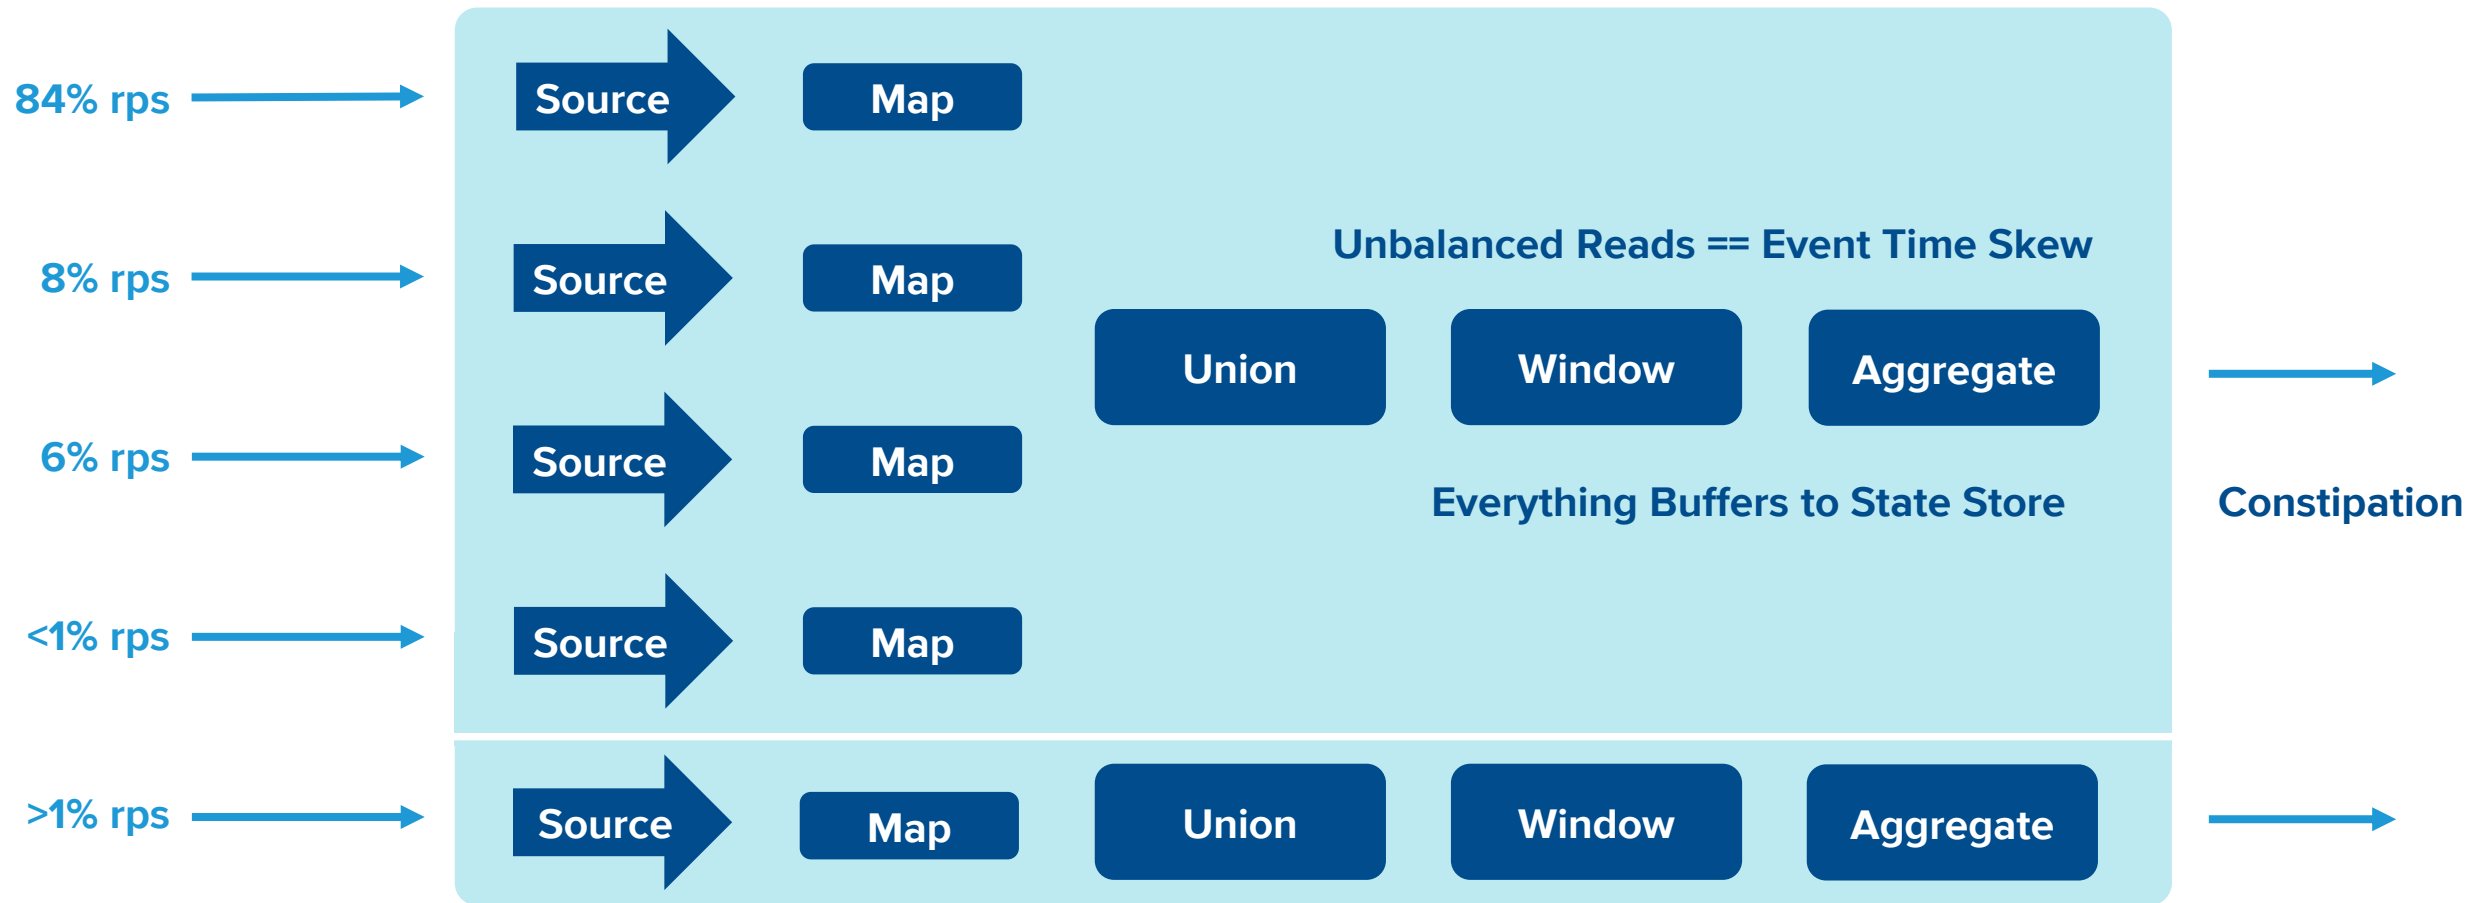 84% rps
Source
Map
8% rps
Source
Map
Unbalanced Reads == Event Time Skew
Union
Window
Aggregate
6% rps
Source
Map
Everything Buffers to State Store
Constipation
<1% rps
Source
Map
>1% rps
Source
Map
Union
Window
Aggregate